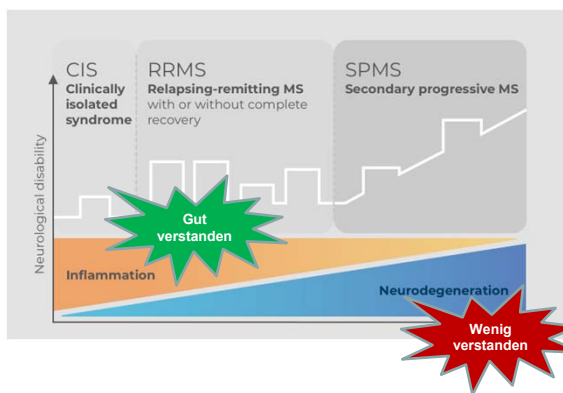 CIS
Clinically
isolated
syndrome
RRMS
Relapsing-remitting MS
with or without complete
recovery
SPMS
Secondary progressive MS
Neurological disability
Gut
verstanden
Inflammation
Neurodegeneration
Wenig
verstanden